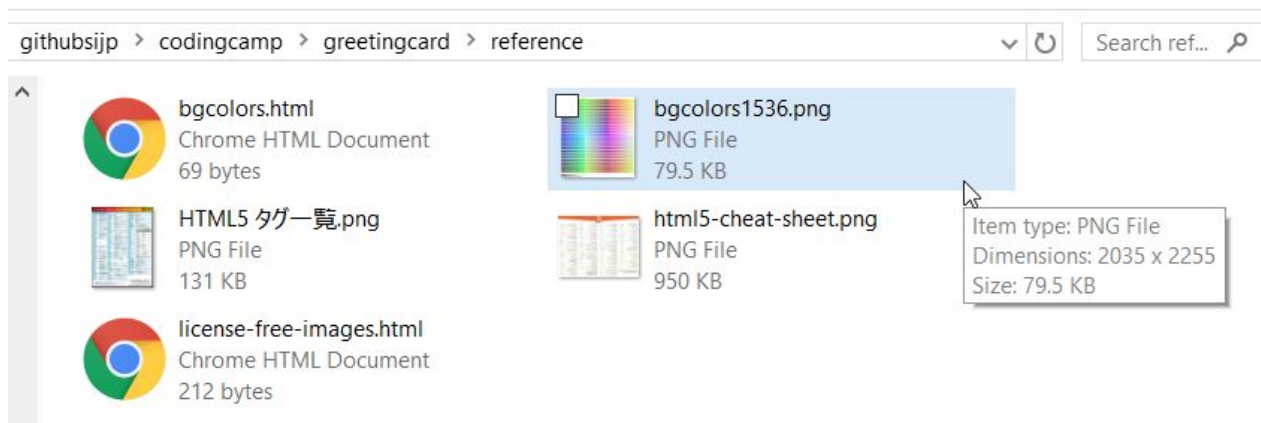 githubsijp > codingcamp > greetingcard > reference
Search ref...
bgcolors.html
Chrome HTML Document
69 bytes
bgcolors1536.png
PNG File
79.5 KB
HTML5 タグ一覧.png
PNG File
131 KB
html5-cheat-sheet.png
PNG File
950 KB
Item type: PNG File
Dimensions: 2035 x 2255
Size: 79.5 KB
license-free-images.html
Chrome HTML Document
212 bytes